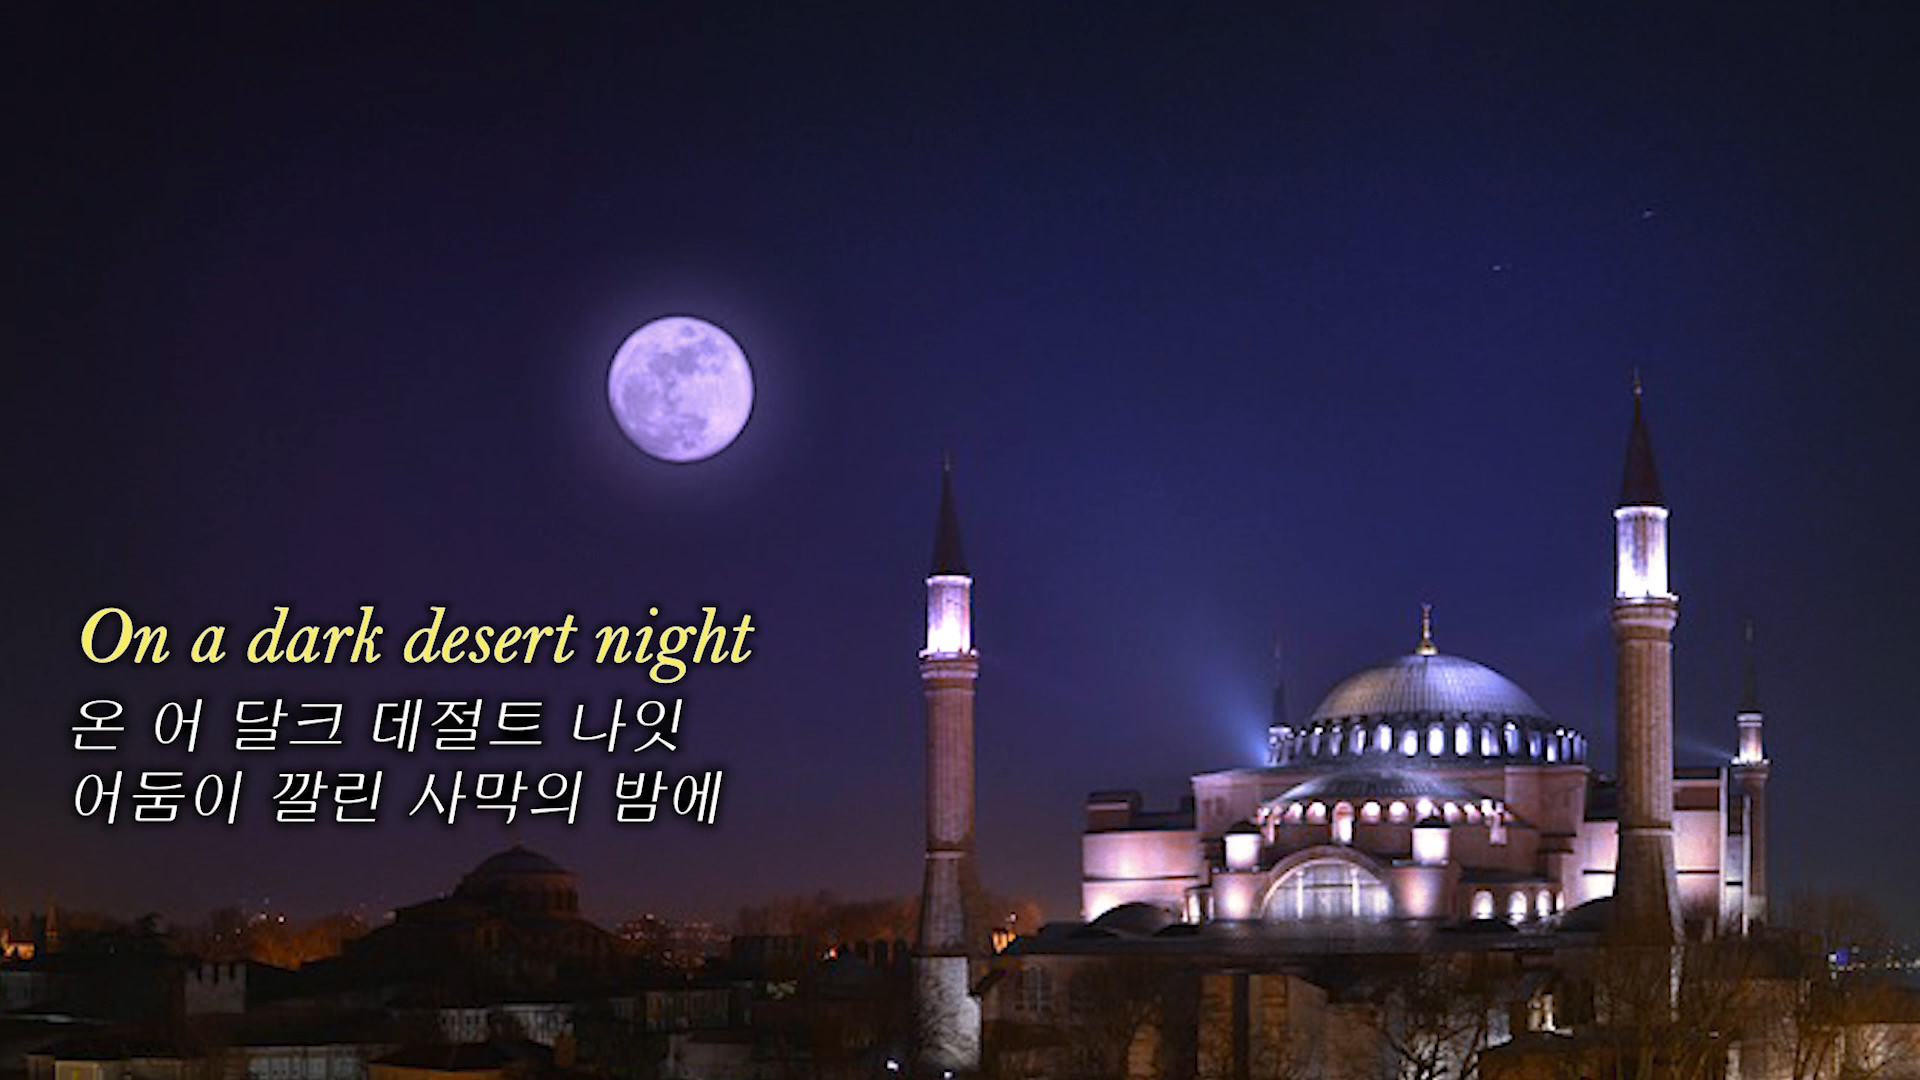 On a dark desert night
온 어 달크 데절트 나잇
어둠이 깔린 사막의 밤에